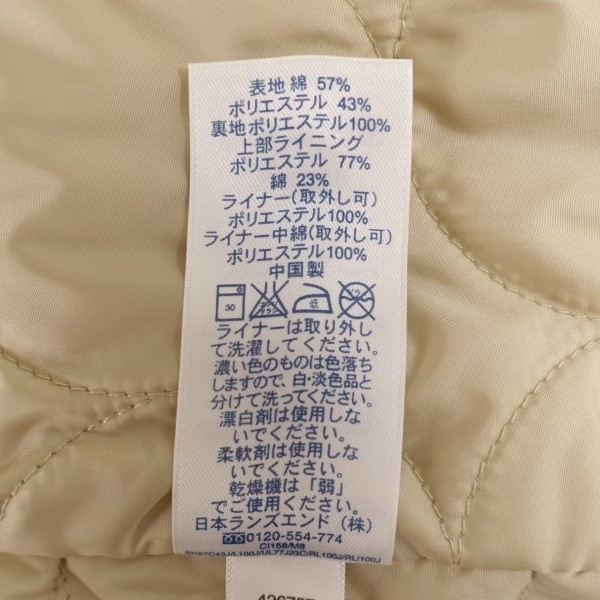 表地 綿 57%
ポリエステル 43%
裏地ポリエステル100%
上部ライニング
ポリエステル 77%
綿 23%
ライナー(取外し可)
ポリエステル100%
ライナー中綿(取外し可)
ポリエステル100%
中国製
30 低 ドライ
ライナーは取り外し
て洗濯してください。
濃い色のものは色落ち
しますので、白・淡色品と
分けて洗ってください。
漂白剤は使用しな
いでください。
柔軟剤は使用しな
いでください。
乾燥機は「弱」
でご使用ください。
日本ランズエンド(株)
0120-554-774
CI156/M8